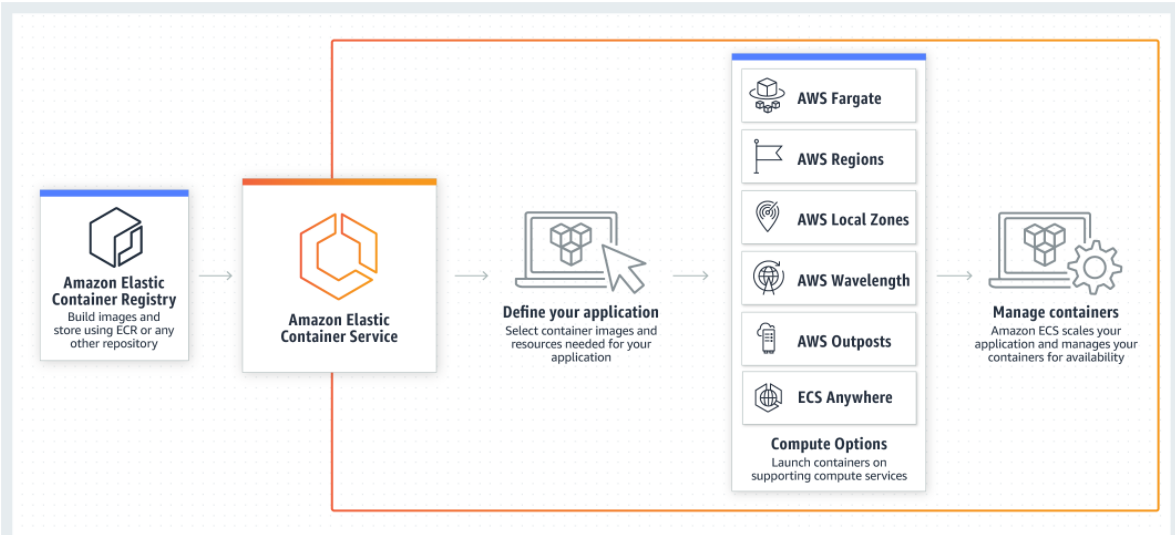 Amazon Elastic
Container Registry
Build images and
store using ECR or any
other repository
Amazon Elastic
Container Service
Define your application
Select container images and
resources needed for your
application
AWS Fargate
AWS Regions
AWS Local Zones
AWS Wavelength
AWS Outposts
ECS Anywhere
Compute Options
Launch containers on
supporting compute services
Manage containers
Amazon ECS scales your
application and manages your
containers for availability